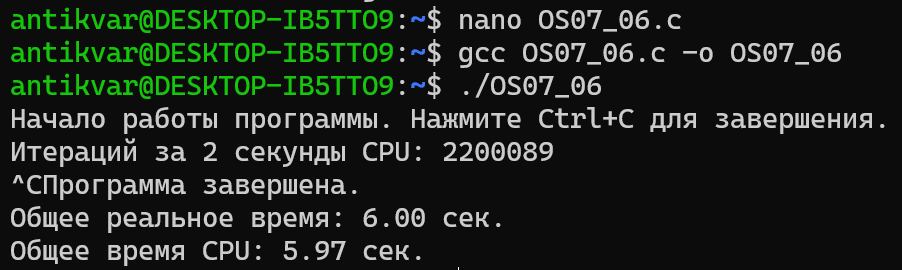 antikvar@DESKTOP-IB5TTO9:~$ nano OS07_06.c
antikvar@DESKTOP-IB5TTO9:~$ gcc OS07_06.c -o OS07_06
antikvar@DESKTOP-IB5TTO9:~$ ./OS07_06
Начало работы программы. Нажмите Ctrl+C для завершения.
Итераций за 2 секунды CPU: 2200089
^CПрограмма завершена.
Общее реальное время: 6.00 сек.
Общее время CPU: 5.97 сек.